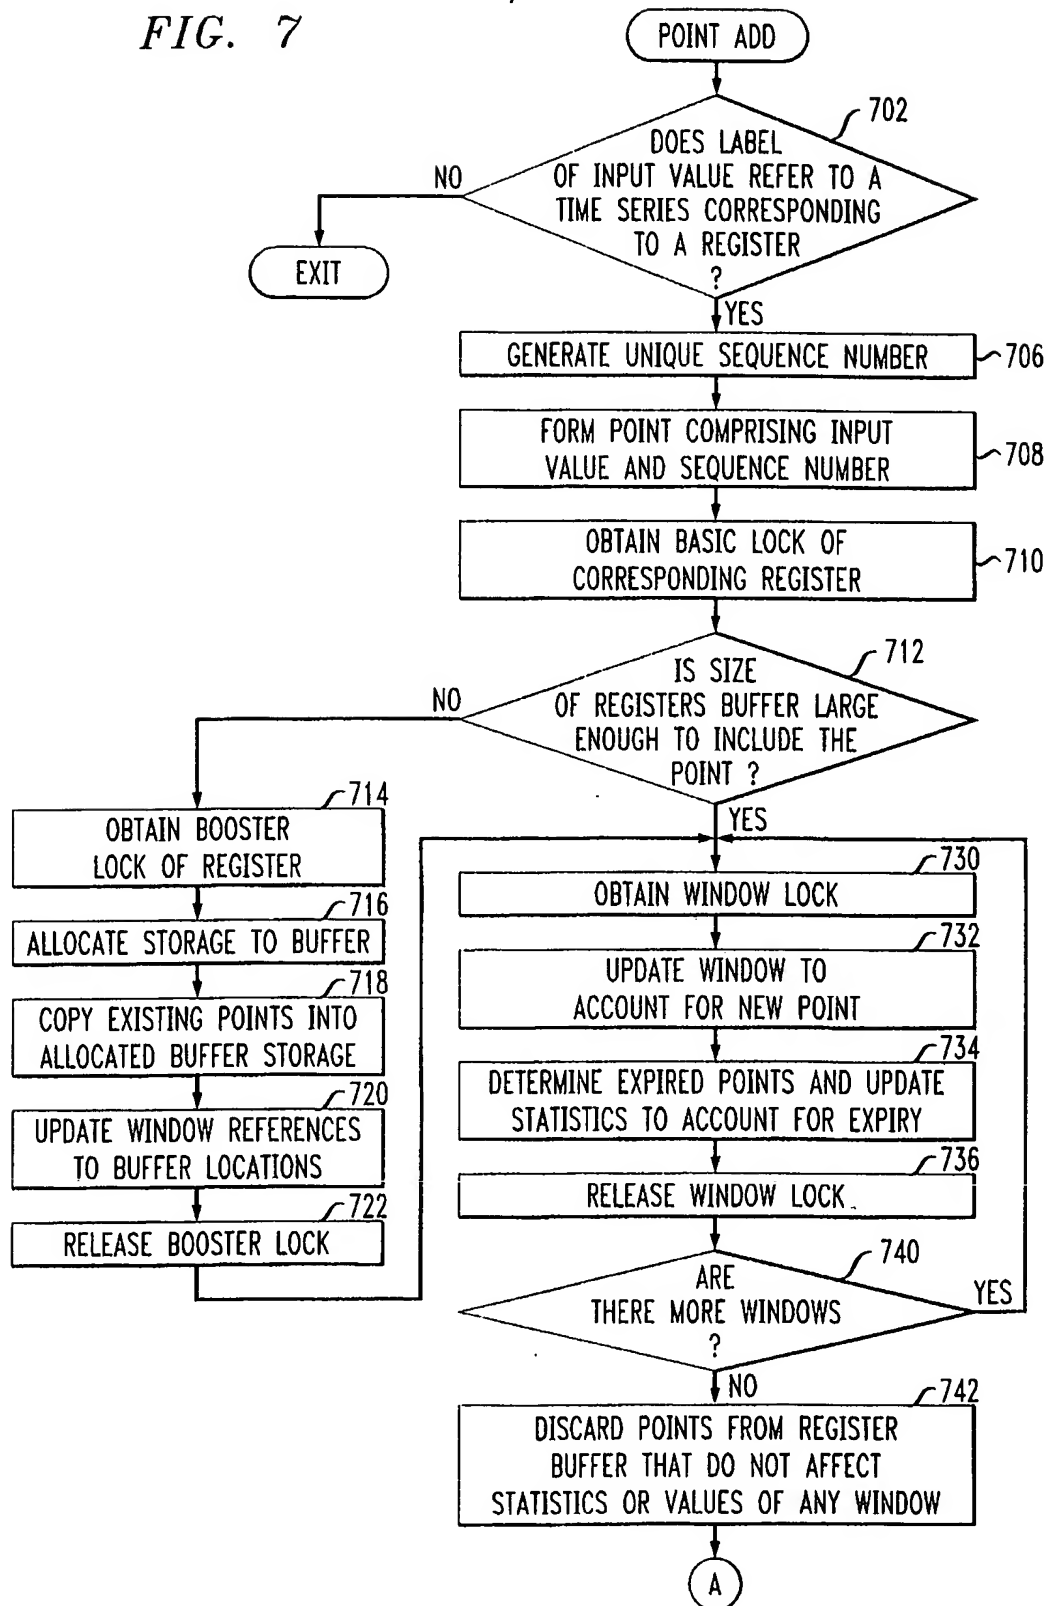 FIG. 7
POINT ADD
702
DOES LABEL
OF INPUT VALUE REFER TO A
TIME SERIES CORRESPONDING
TO A REGISTER
?
NO
EXIT
YES
GENERATE UNIQUE SEQUENCE NUMBER
706
FORM POINT COMPRISING INPUT
VALUE AND SEQUENCE NUMBER
708
OBTAIN BASIC LOCK OF
CORRESPONDING REGISTER
710
712
IS SIZE
OF REGISTERS BUFFER LARGE
ENOUGH TO INCLUDE THE
POINT ?
NO
YES
714
OBTAIN BOOSTER
LOCK OF REGISTER
716
ALLOCATE STORAGE TO BUFFER
718
COPY EXISTING POINTS INTO
ALLOCATED BUFFER STORAGE
720
UPDATE WINDOW REFERENCES
TO BUFFER LOCATIONS
722
RELEASE BOOSTER LOCK
730
OBTAIN WINDOW LOCK
732
UPDATE WINDOW TO
ACCOUNT FOR NEW POINT
734
DETERMINE EXPIRED POINTS AND UPDATE
STATISTICS TO ACCOUNT FOR EXPIRY
736
RELEASE WINDOW LOCK
740
ARE
THERE MORE WINDOWS
?
YES
NO
742
DISCARD POINTS FROM REGISTER
BUFFER THAT DO NOT AFFECT
STATISTICS OR VALUES OF ANY WINDOW
A